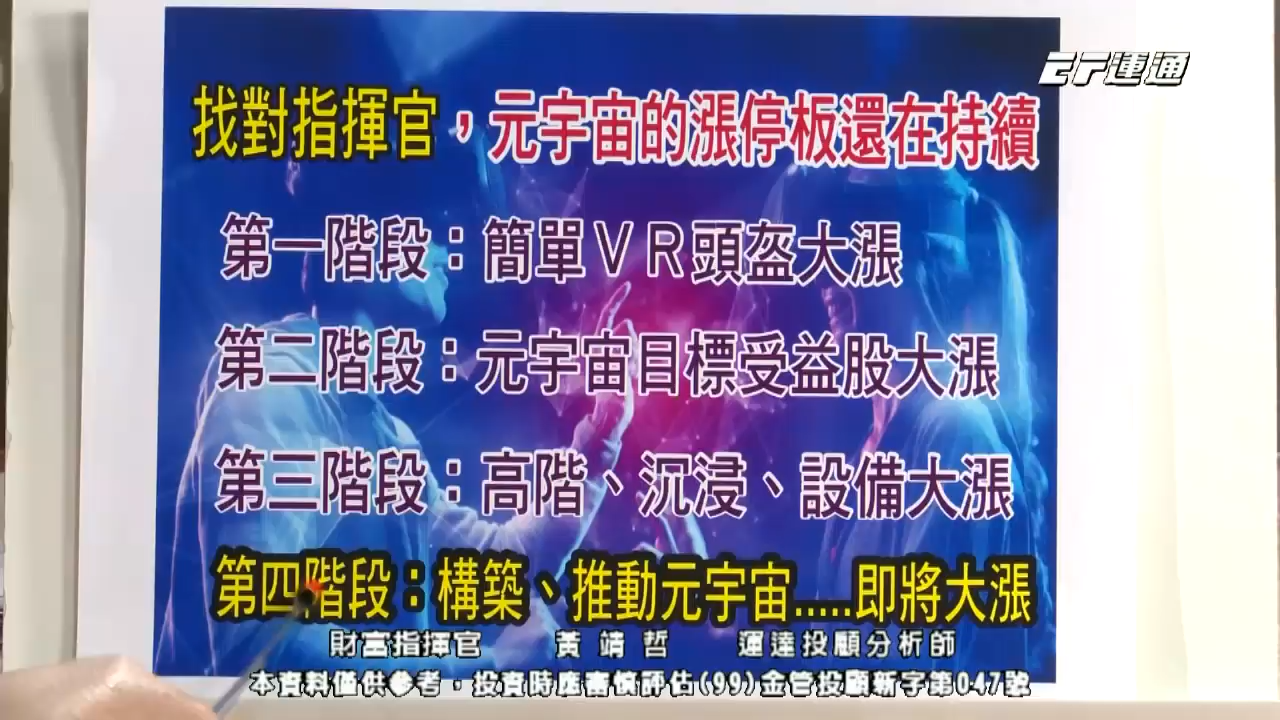 EF運通
找對指揮官，元宇宙的漲停板還在持續
第一階段：簡單ＶＲ頭盔大漲
第二階段：元宇宙目標受益股大漲
第三階段：高階、沉浸、設備大漲
第四階段：構築、推動元宇宙.....即將大漲
財富指揮官 黃靖哲 運達投顧分析師
本資料僅供參考，投資時應審慎評估(99)金管投顧新字第047號